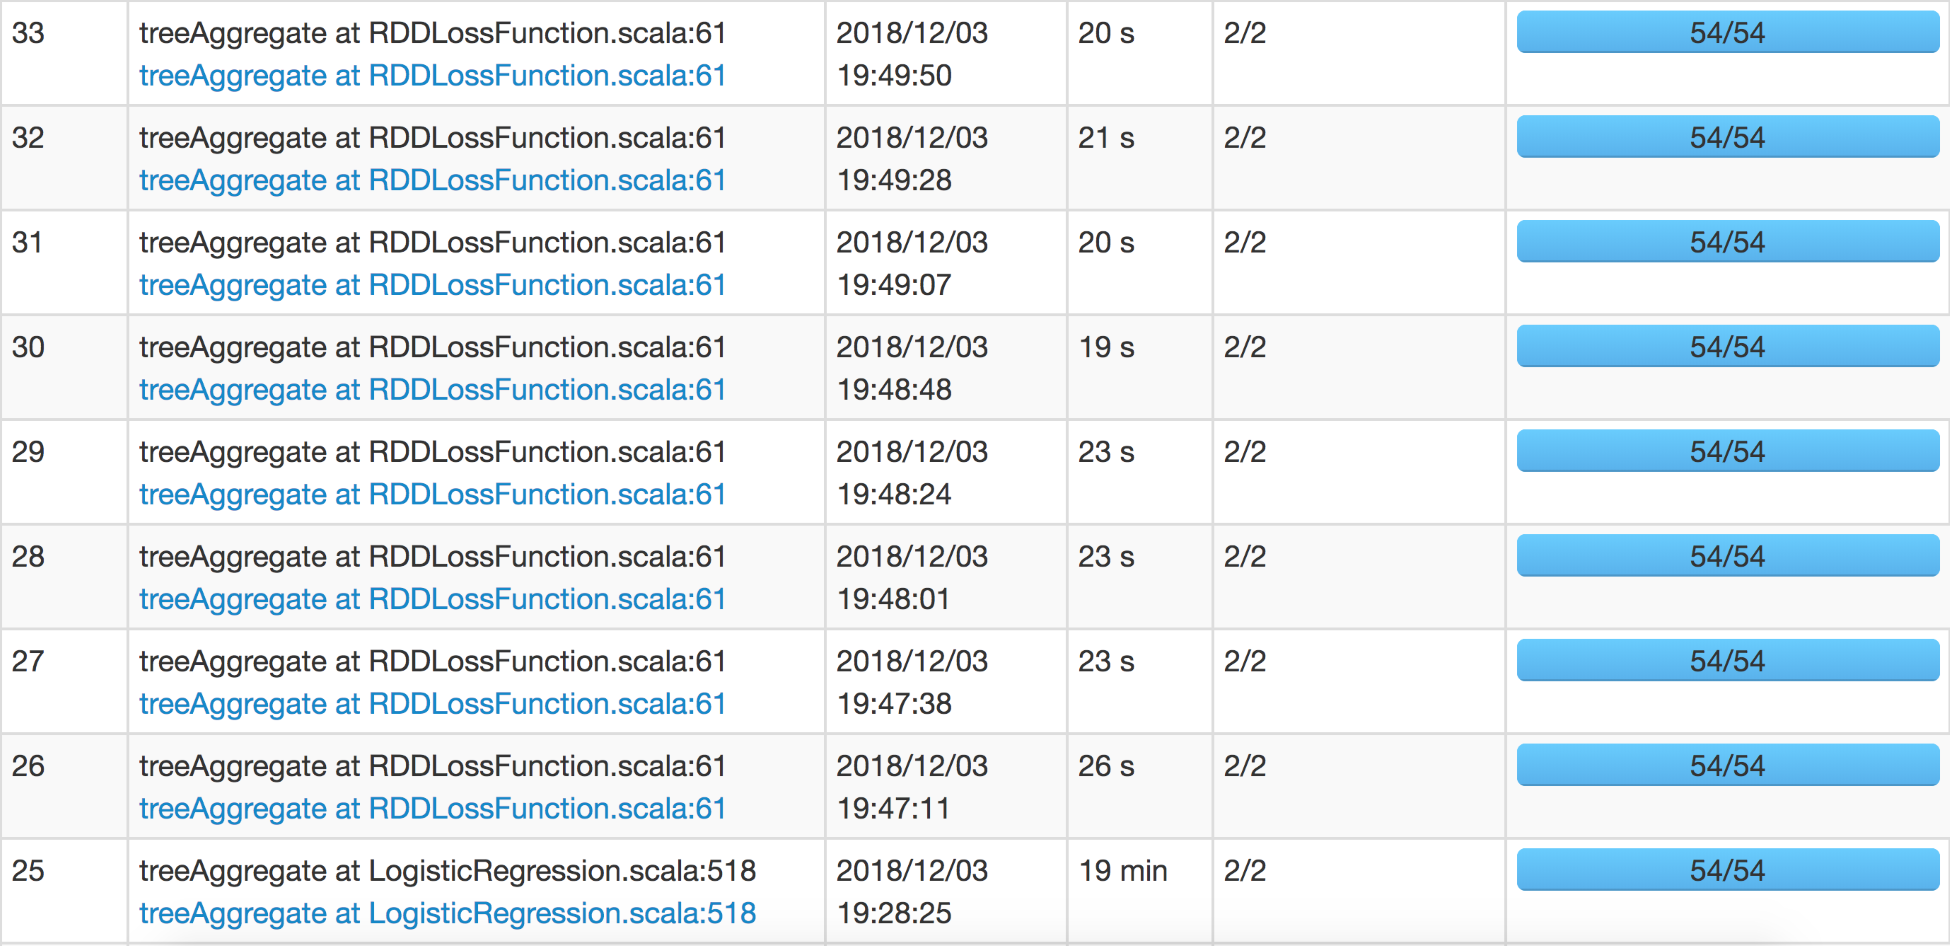 33 treeAggregate at RDDLossFunction.scala:61 2018/12/03 20 s 2/2 54/54
treeAggregate at RDDLossFunction.scala:61 19:49:50
32 treeAggregate at RDDLossFunction.scala:61 2018/12/03 21 s 2/2 54/54
treeAggregate at RDDLossFunction.scala:61 19:49:28
31 treeAggregate at RDDLossFunction.scala:61 2018/12/03 20 s 2/2 54/54
treeAggregate at RDDLossFunction.scala:61 19:49:07
30 treeAggregate at RDDLossFunction.scala:61 2018/12/03 19 s 2/2 54/54
treeAggregate at RDDLossFunction.scala:61 19:48:48
29 treeAggregate at RDDLossFunction.scala:61 2018/12/03 23 s 2/2 54/54
treeAggregate at RDDLossFunction.scala:61 19:48:24
28 treeAggregate at RDDLossFunction.scala:61 2018/12/03 23 s 2/2 54/54
treeAggregate at RDDLossFunction.scala:61 19:48:01
27 treeAggregate at RDDLossFunction.scala:61 2018/12/03 23 s 2/2 54/54
treeAggregate at RDDLossFunction.scala:61 19:47:38
26 treeAggregate at RDDLossFunction.scala:61 2018/12/03 26 s 2/2 54/54
treeAggregate at RDDLossFunction.scala:61 19:47:11
25 treeAggregate at LogisticRegression.scala:518 2018/12/03 19 min 2/2 54/54
treeAggregate at LogisticRegression.scala:518 19:28:25